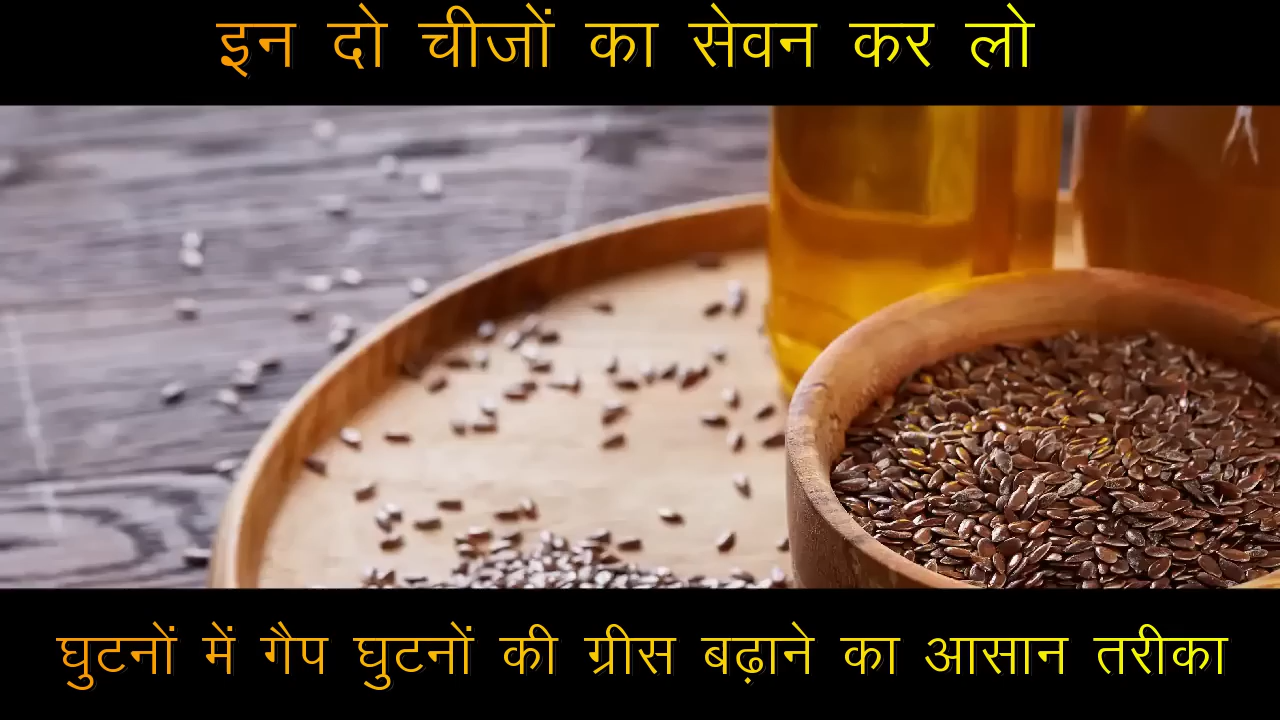 इन दो चीजों का सेवन कर लो
घुटनों में गैप घुटनों की ग्रीस बढ़ाने का आसान तरीका